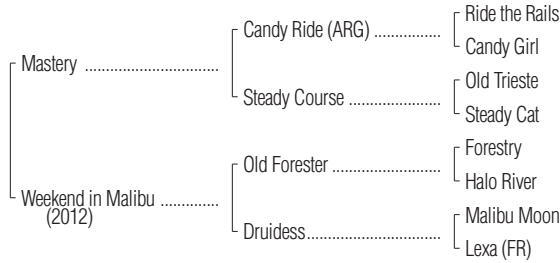 Ride the Rails
Candy Ride (ARG) ..................
Candy Girl
Mastery .....................................
Old Trieste
Steady Course .........................
Steady Cat
Forestry
Old Forester .............................
Halo River
Weekend in Malibu ...............
(2012)
Malibu Moon
Druidess....................................
Lexa (FR)